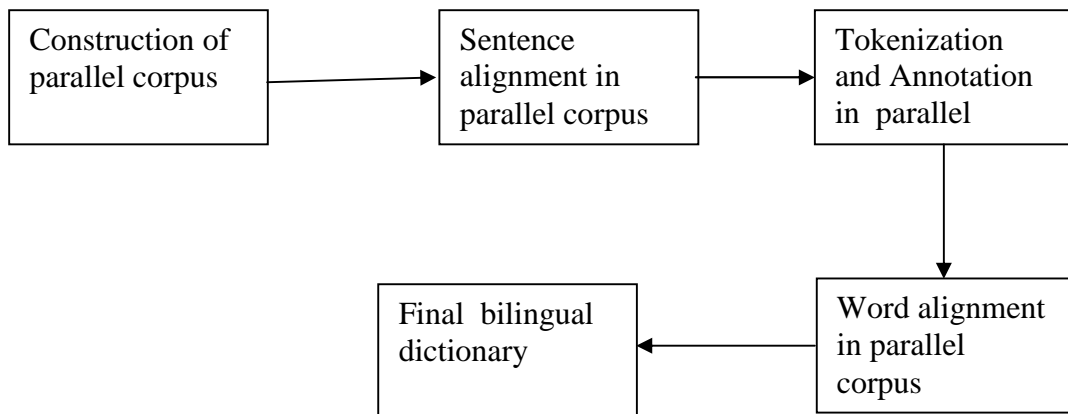 Construction of
parallel corpus
Sentence
alignment in
parallel corpus
Tokenization
and Annotation
in parallel
Word alignment
in parallel
corpus
Final bilingual
dictionary